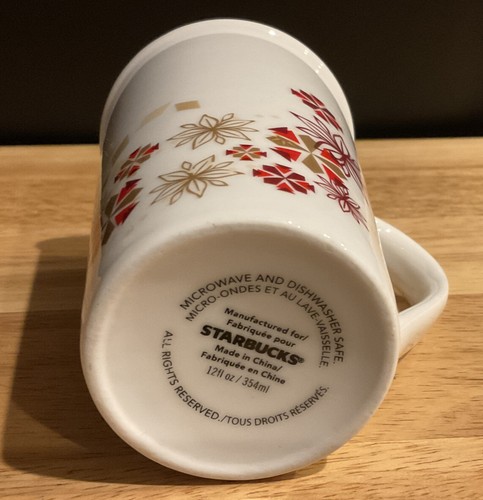 MICROWAVE AND DISHWASHER SAFE.
MICRO-ONDES ET AU LAVE-VAISSELLE.
Manufactured for/
Fabriquée pour
STARBUCKS®
Made in China/
Fabriquée en Chine
12fl oz / 354ml
ALL RIGHTS RESERVED./TOUS DROITS RÉSERVÉS.